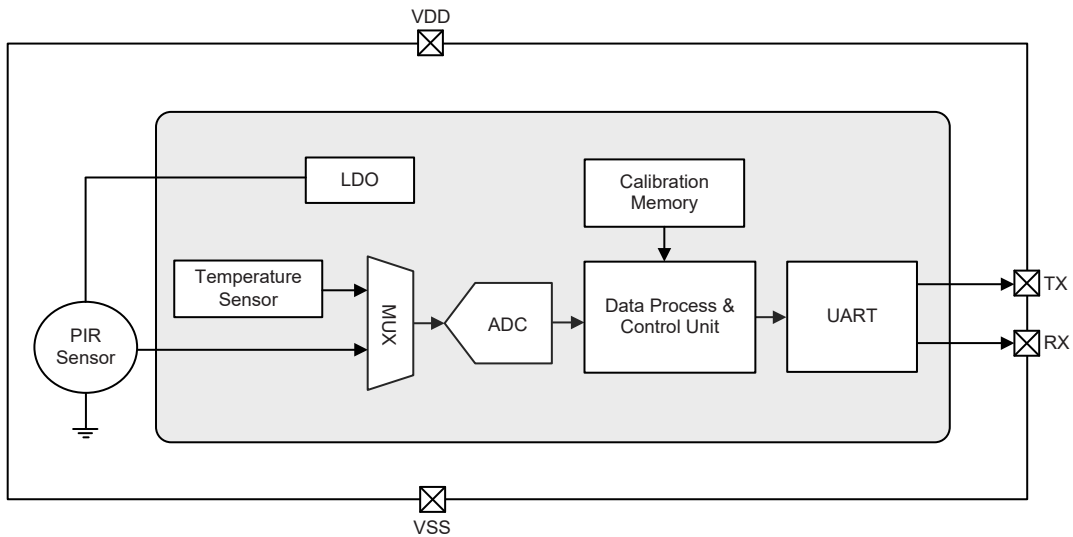 VDD
LDO
Calibration
Memory
Temperature
Sensor
MUX
ADC
Data Process &
Control Unit
UART
TX
RX
PIR
Sensor
VSS